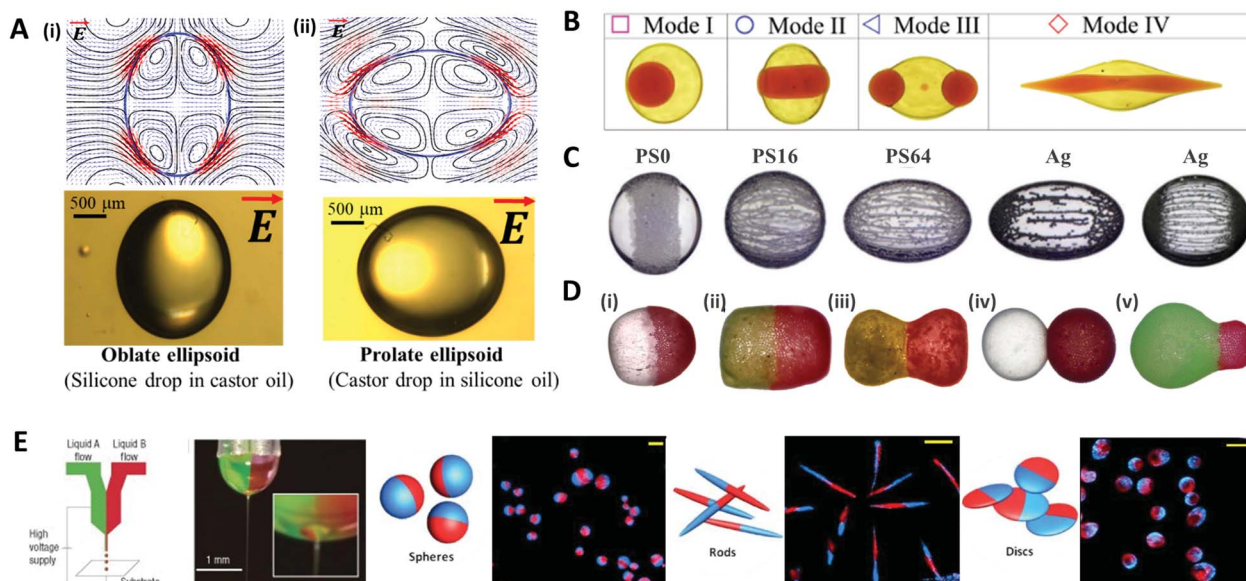 A
(i)
E
(ii)
E
500 μm
E
500 μm
E
Oblate ellipsoid
(Silicone drop in castor oil)
Prolate ellipsoid
(Castor drop in silicone oil)
B
Mode I
Mode II
Mode III
Mode IV
C
PS0
PS16
PS64
Ag
Ag
D
(i)
(ii)
(iii)
(iv)
(v)
E
Liquid A
flow
Liquid B
flow
High
voltage
supply
1 mm
Spheres
Rods
Discs